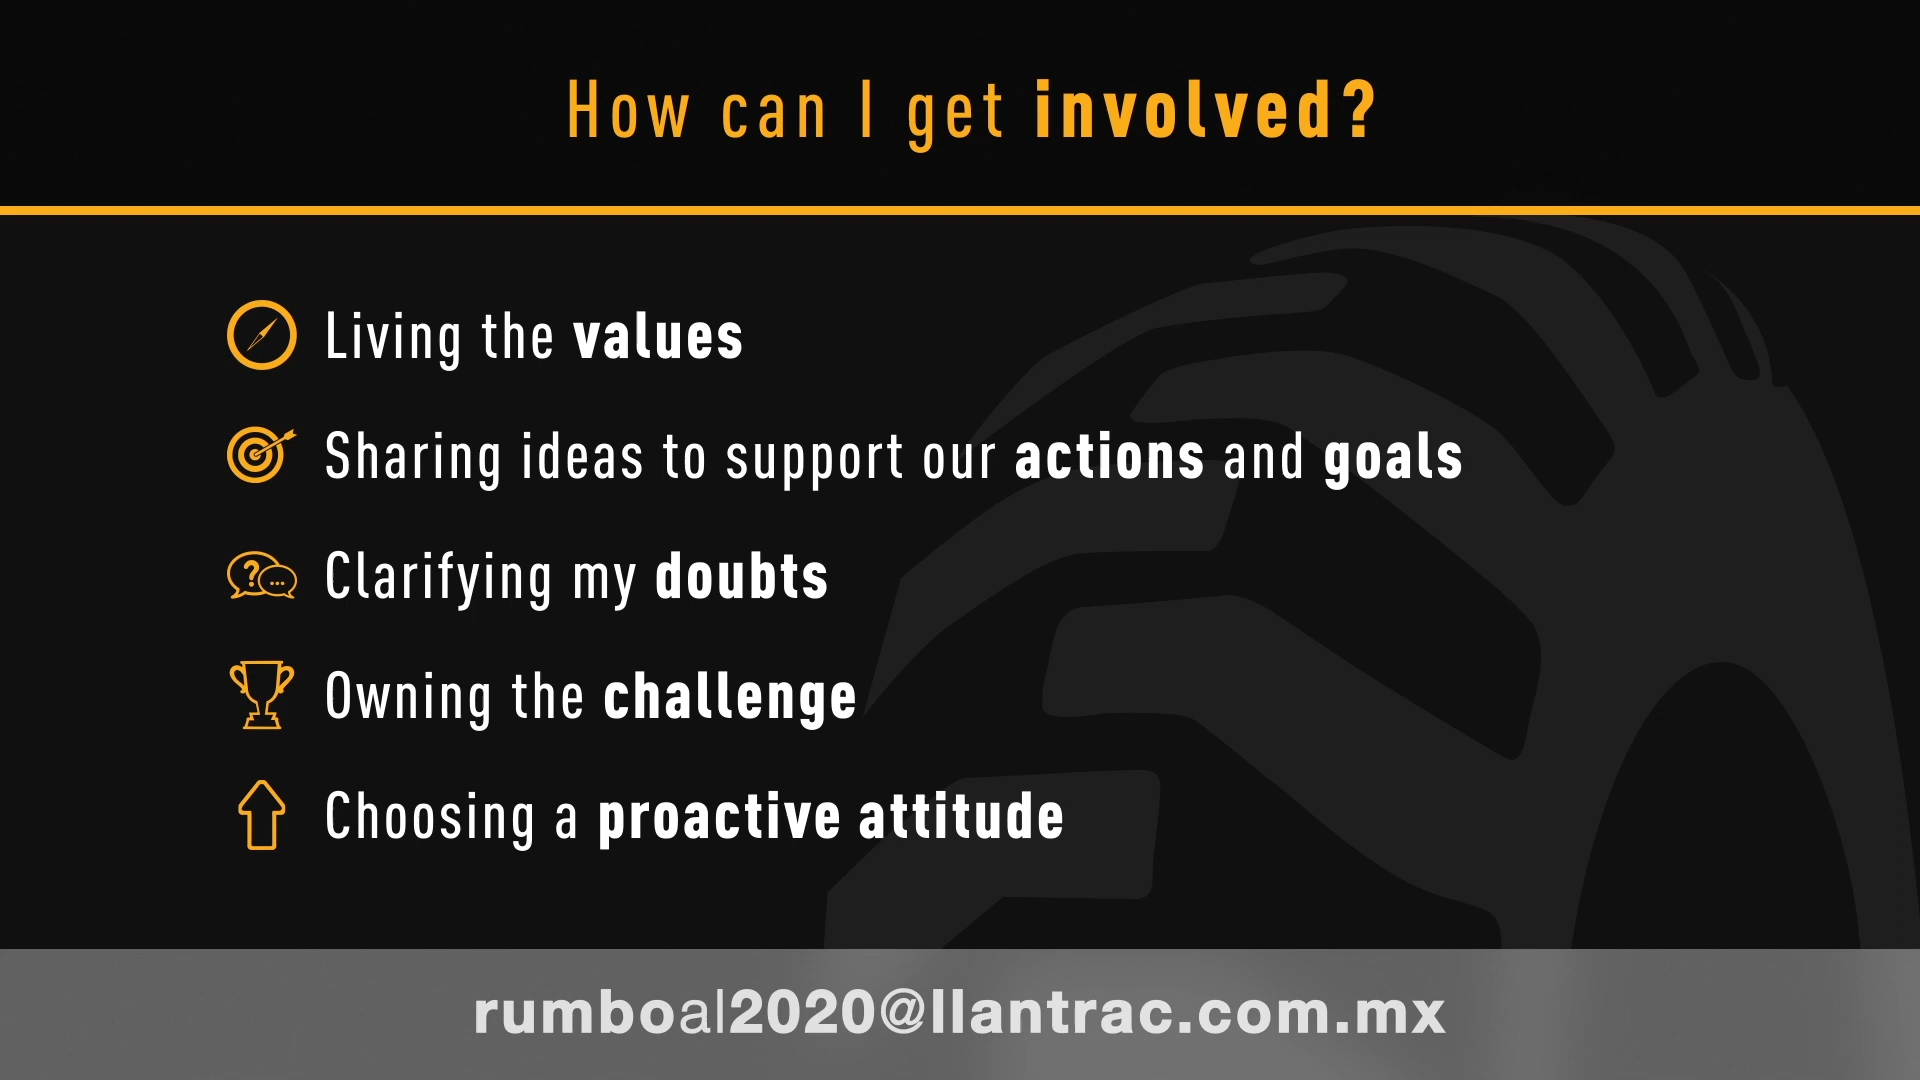 How can I get involved?
Living the values
Sharing ideas to support our actions and goals
Clarifying my doubts
Owning the challenge
Choosing a proactive attitude
rumboal2020@llantrac.com.mx